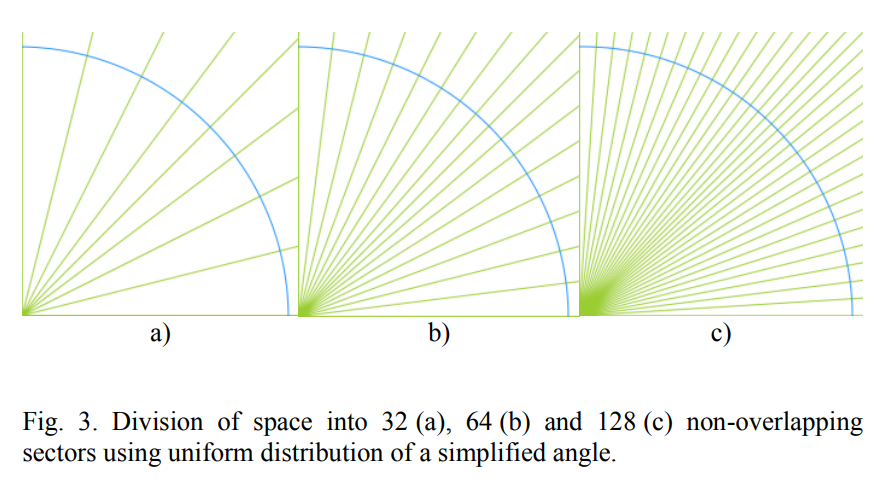 a) b) c)
Fig. 3. Division of space into 32 (a), 64 (b) and 128 (c) non-overlapping
sectors using uniform distribution of a simplified angle.